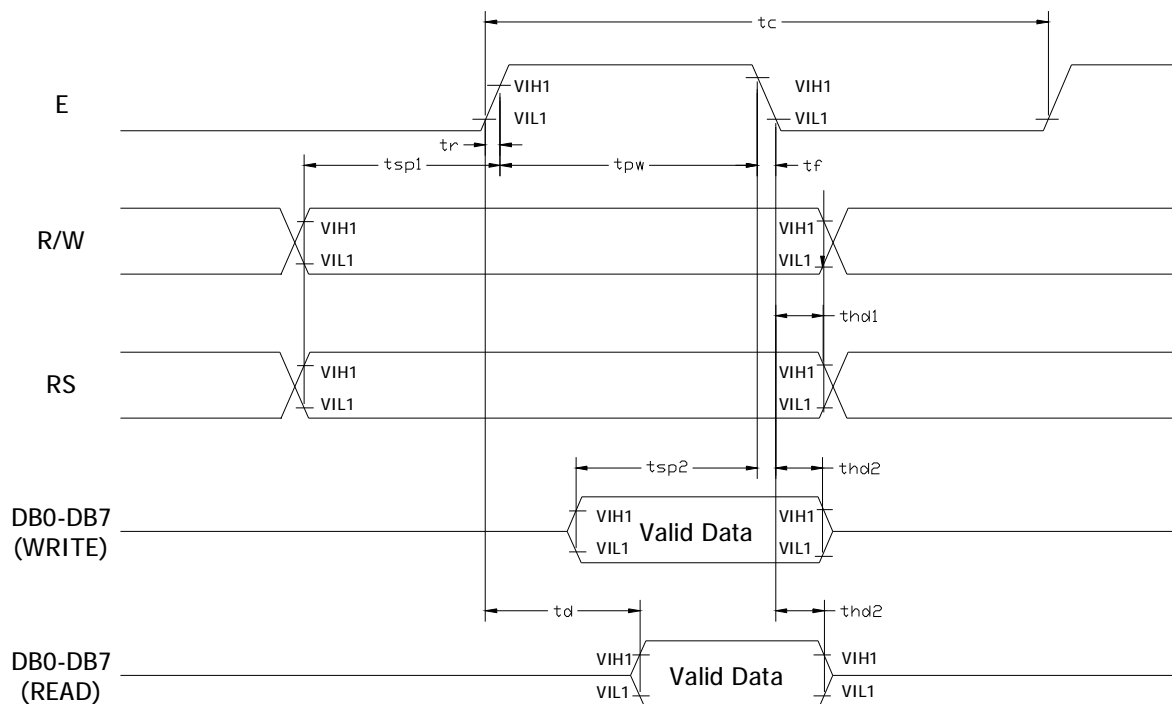 tc
E
VIH1
VIH1
VIL1
VIL1
tr
tsp1
tpw
tf
R/W
VIH1
VIH1
VIL1
VIL1
thd1
RS
VIH1
VIH1
VIL1
VIL1
tsp2
thd2
DB0-DB7
(WRITE)
VIH1
Valid Data
VIH1
VIL1
VIL1
td
thd2
DB0-DB7
(READ)
VIH1
Valid Data
VIH1
VIL1
VIL1